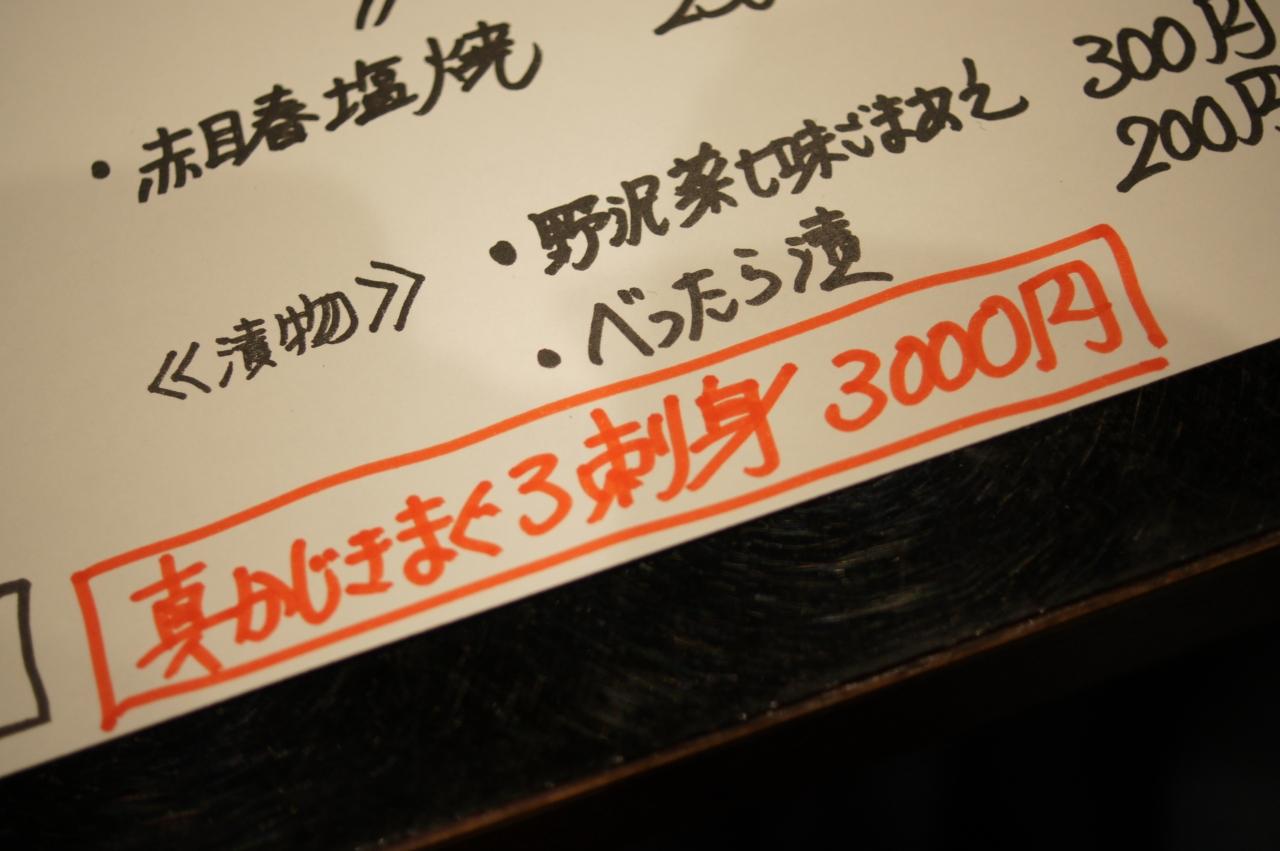 ・赤目春塩焼
300円
《漬物》
・野沢菜七味ごまあえ 200円
・べったら漬
真かじきまぐろ刺身 3000円